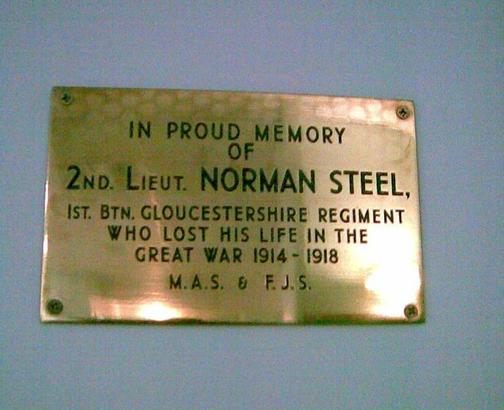 IN PROUD MEMORY
OF
2ND. LIEUT. NORMAN STEEL,
1ST. BTN. GLOUCESTERSHIRE REGIMENT
WHO LOST HIS LIFE IN THE
GREAT WAR 1914 - 1918
M.A.S. & F.J.S.